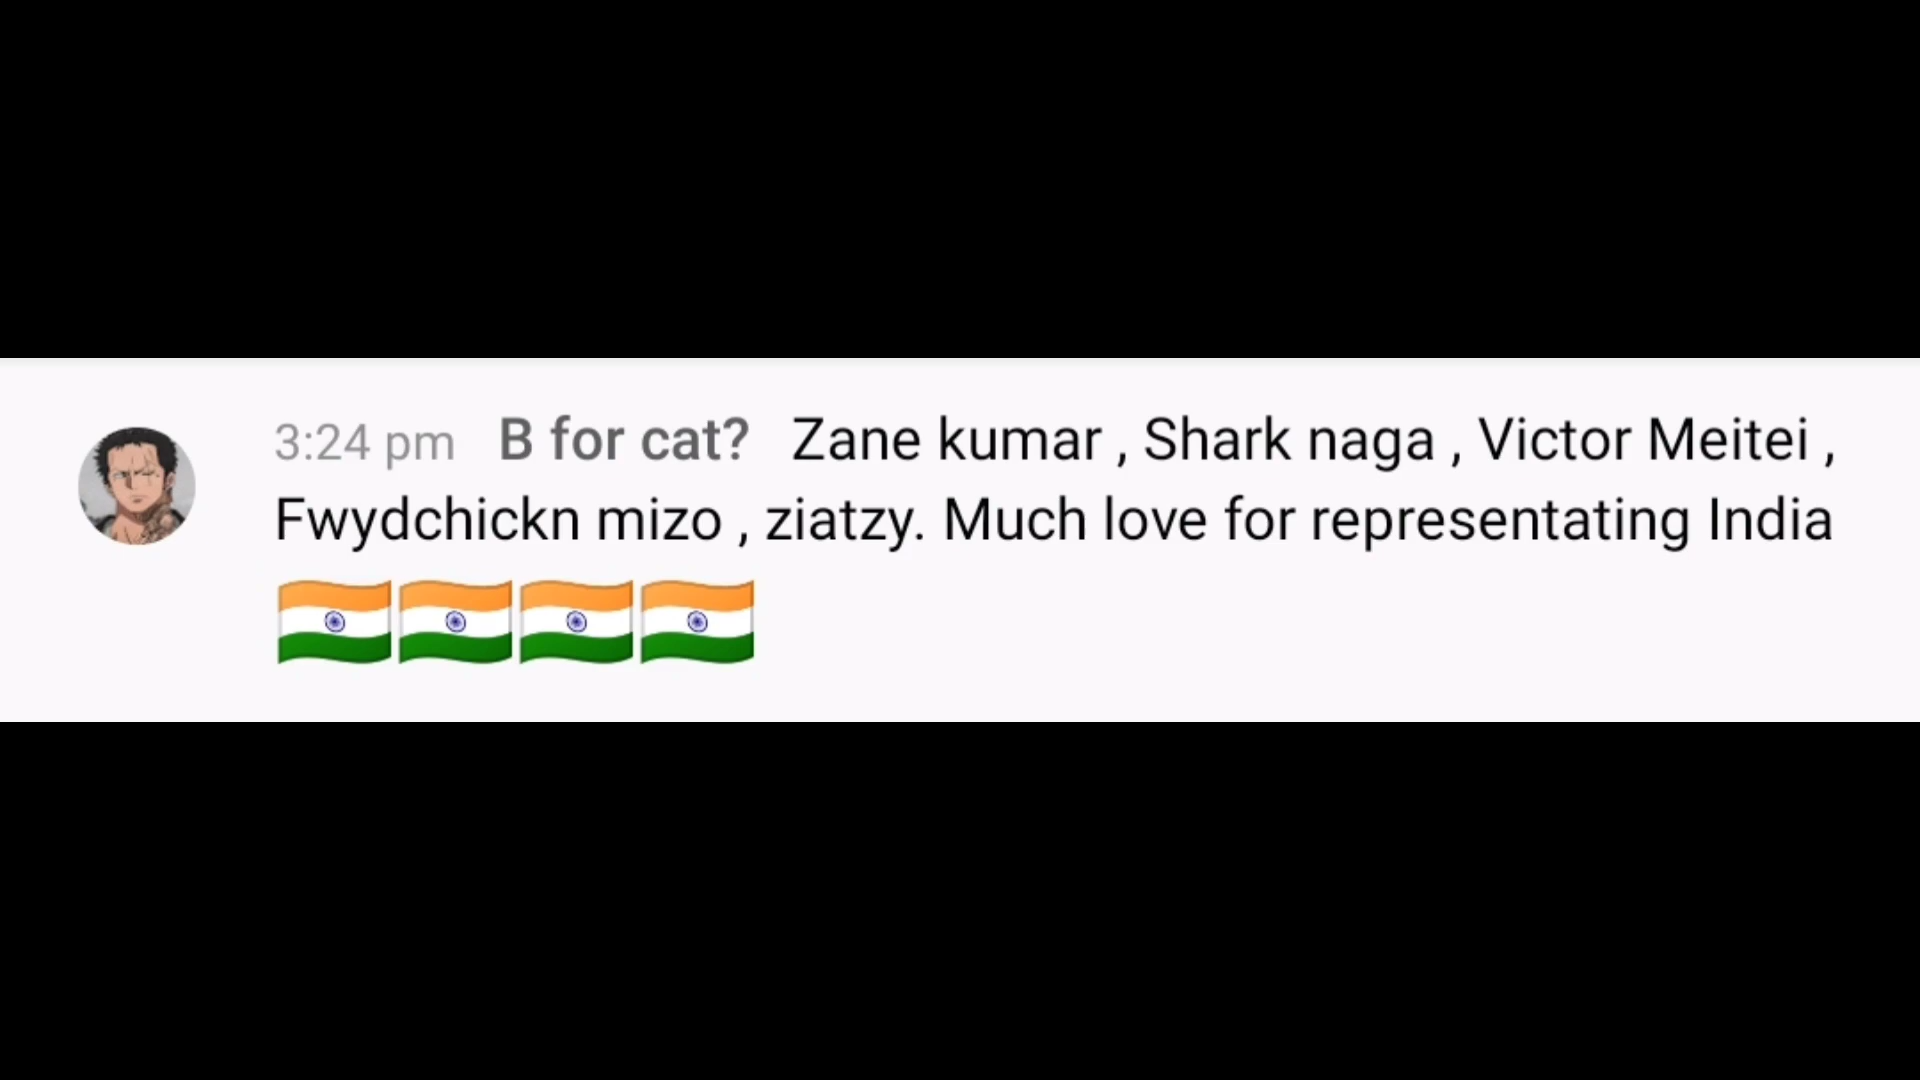 3:24 pm B for cat? Zane kumar , Shark naga , Victor Meitei ,
Fwydchickn mizo , ziatzy. Much love for representating India
🇮🇳🇮🇳🇮🇳🇮🇳